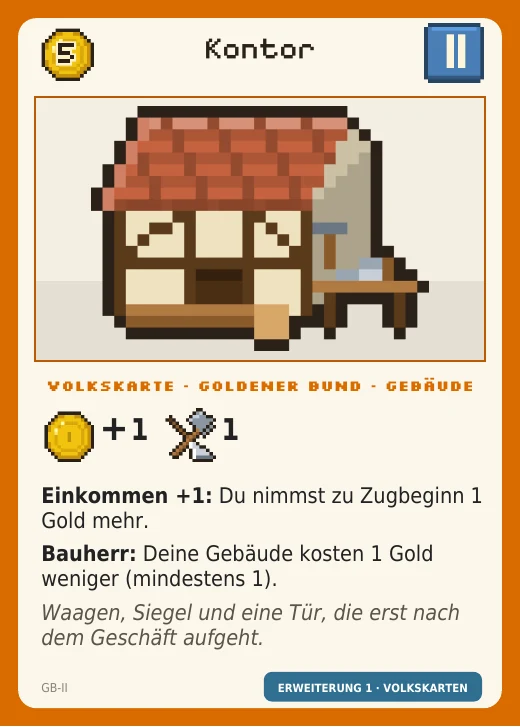 5
Kontor
II
VOLKSKARTE - GOLDENER BUND - GEBÄUDE
+1 1
Einkommen +1: Du nimmst zu Zugbeginn 1
Gold mehr.
Bauherr: Deine Gebäude kosten 1 Gold
weniger (mindestens 1).
Waagen, Siegel und eine Tür, die erst nach
dem Geschäft aufgeht.
GB-II
ERWEITERUNG 1 · VOLKSKARTEN